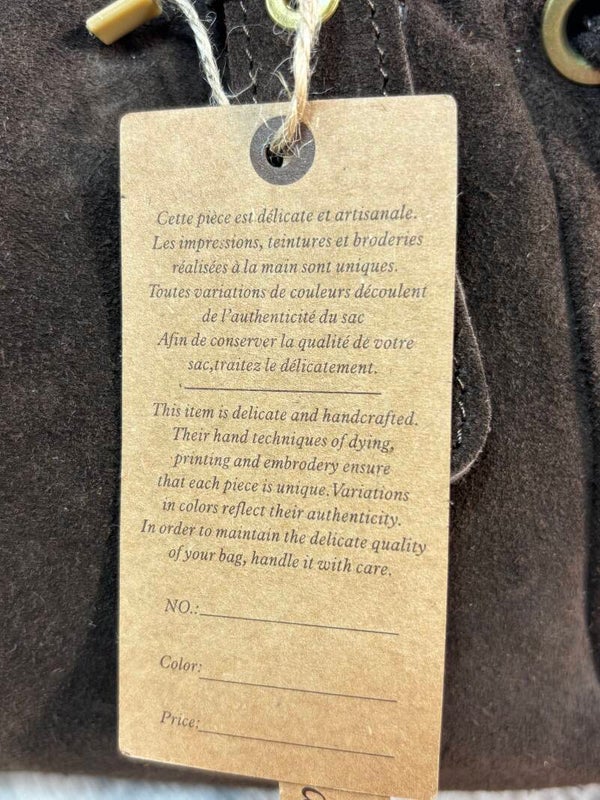 Cette pièce est délicate et artisanale.
Les impressions, teintures et broderies
réalisées à la main sont uniques.
Toutes variations de couleurs découlent
de l'authenticité du sac
Afin de conserver la qualité de votre
sac,traitez le délicatement.
This item is delicate and handcrafted.
Their hand techniques of dying,
printing and embrodery ensure
that each piece is unique.Variations
in colors reflect their authenticity.
In order to maintain the delicate quality
of your bag, handle it with care.
NO.:
Color:
Price: